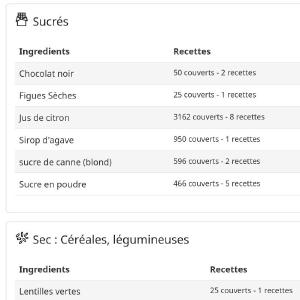 Sucrés
Ingredients Recettes
Chocolat noir 50 couverts - 2 recettes
Figues Sèches 25 couverts - 1 recettes
Jus de citron 3162 couverts - 8 recettes
Sirop d'agave 950 couverts - 1 recettes
sucre de canne (blond) 596 couverts - 2 recettes
Sucre en poudre 466 couverts - 5 recettes
Sec : Céréales, légumineuses
Ingredients Recettes
Lentilles vertes 25 couverts - 1 recettes